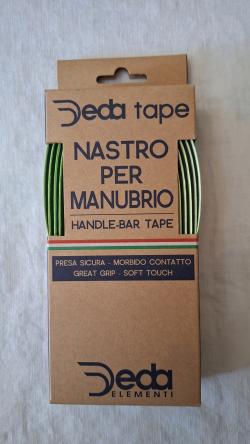 Deda tape
NASTRO
PER
MANUBRIO
HANDLE-BAR TAPE
PRESA SICURA - MORBIDO CONTATTO
GREAT GRIP - SOFT TOUCH
Deda
ELEMENTI